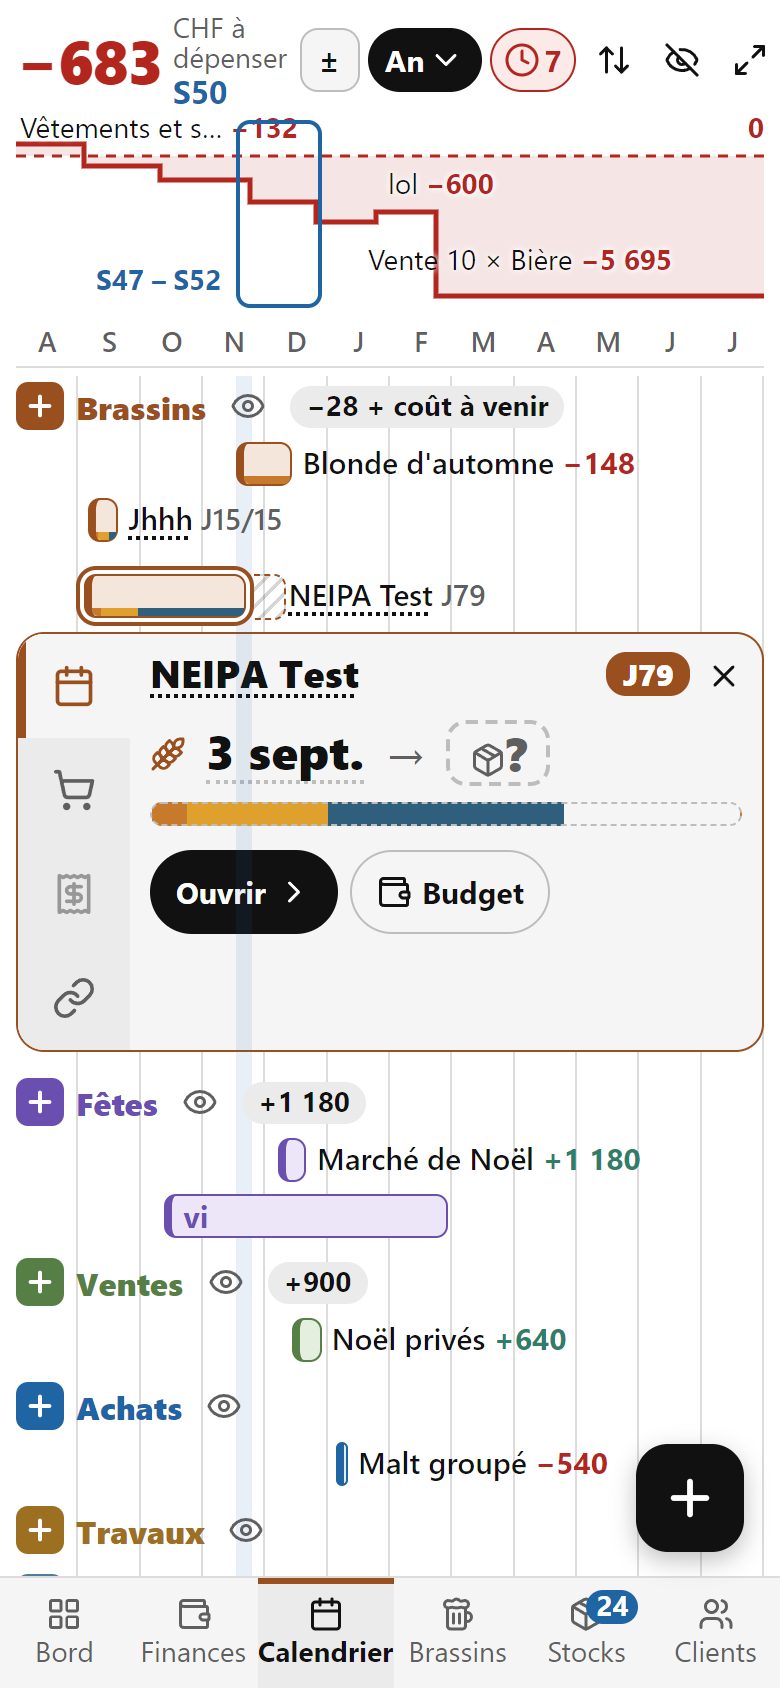 −683
CHF à
dépenser
S50
±
An
7
Vêtements et s... −132
0
lol −600
Vente 10 × Bière −5 695
S47 – S52
A S O N D J F M A M J J
Brassins
−28 + coût à venir
Blonde d'automne −148
Jhhh J15/15
NEIPA Test J79
NEIPA Test
J79
3 sept. → ?
Ouvrir
Budget
Fêtes
+1 180
Marché de Noël +1 180
vi
Ventes
+900
Noël privés +640
Achats
Malt groupé −540
Travaux
24
Bord Finances Calendrier Brassins Stocks Clients